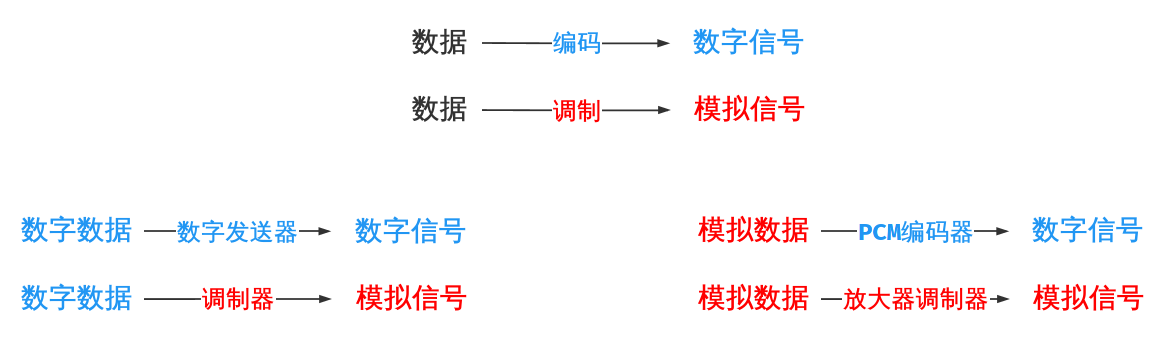 数据 编码 数字信号
数据 调制 模拟信号
数字数据 数字发送器 数字信号
模拟数据 PCM编码器 数字信号
数字数据 调制器 模拟信号
模拟数据 放大器调制器 模拟信号